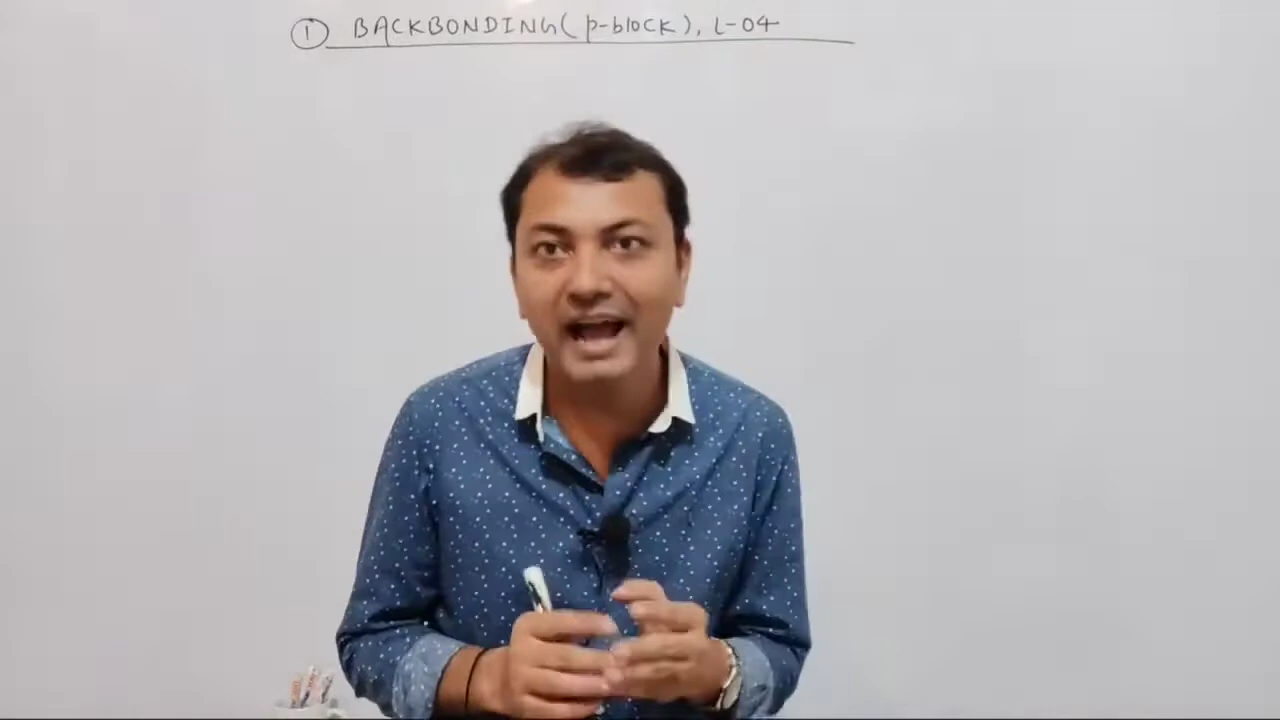 ① BACKBONDING (p-block), L-04